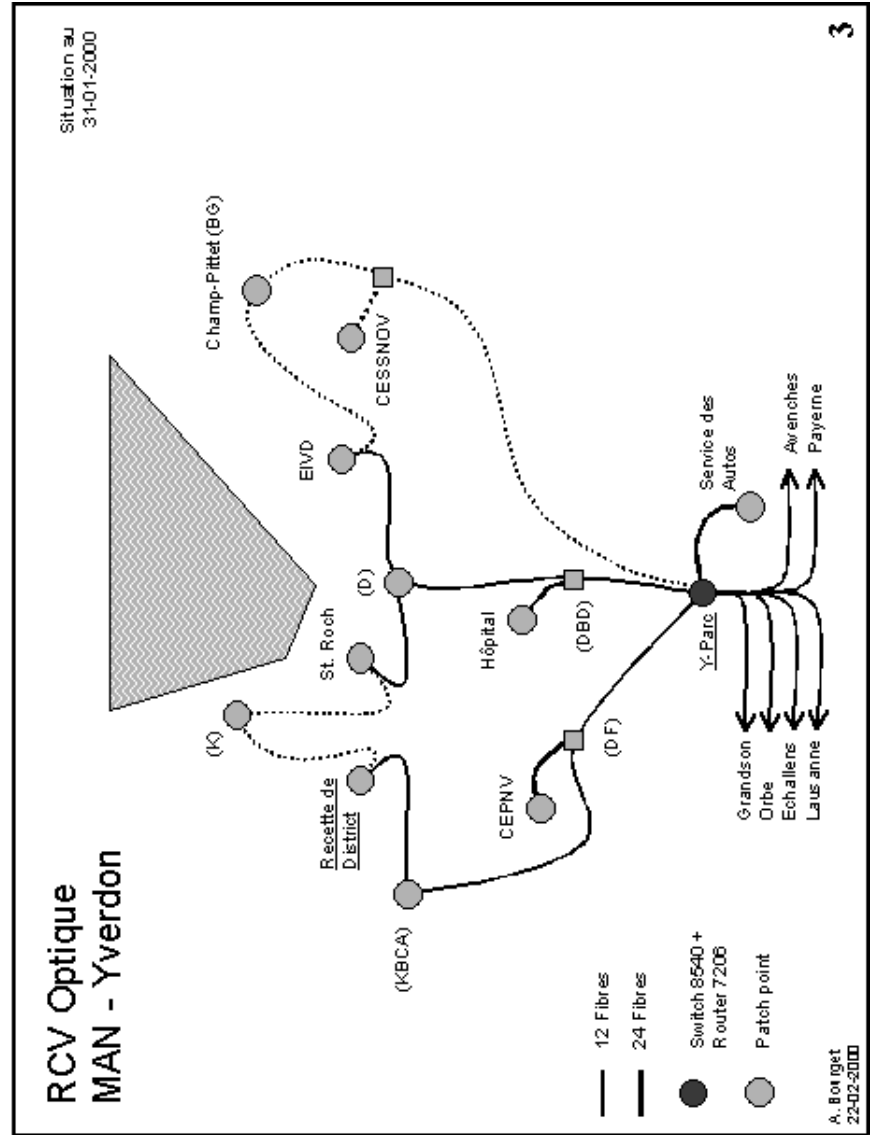 RCV Optique
MAN - Yverdon
Situation au
31-01-2000
Champ-Pittet (BG)
CESSNOV
EIVD
(D)
St. Roch
(K)
Recette de
District
(KBCA)
Hôpital
(DBD)
CEPNV
(DF)
Y-Parc
Service des
Autos
Avenches
Payerne
Grandson
Orbe
Echallens
Lausanne
12 Fibres
24 Fibres
Switch 8540 +
Router 7206
Patch point
A. Bourget
22-02-2000
3